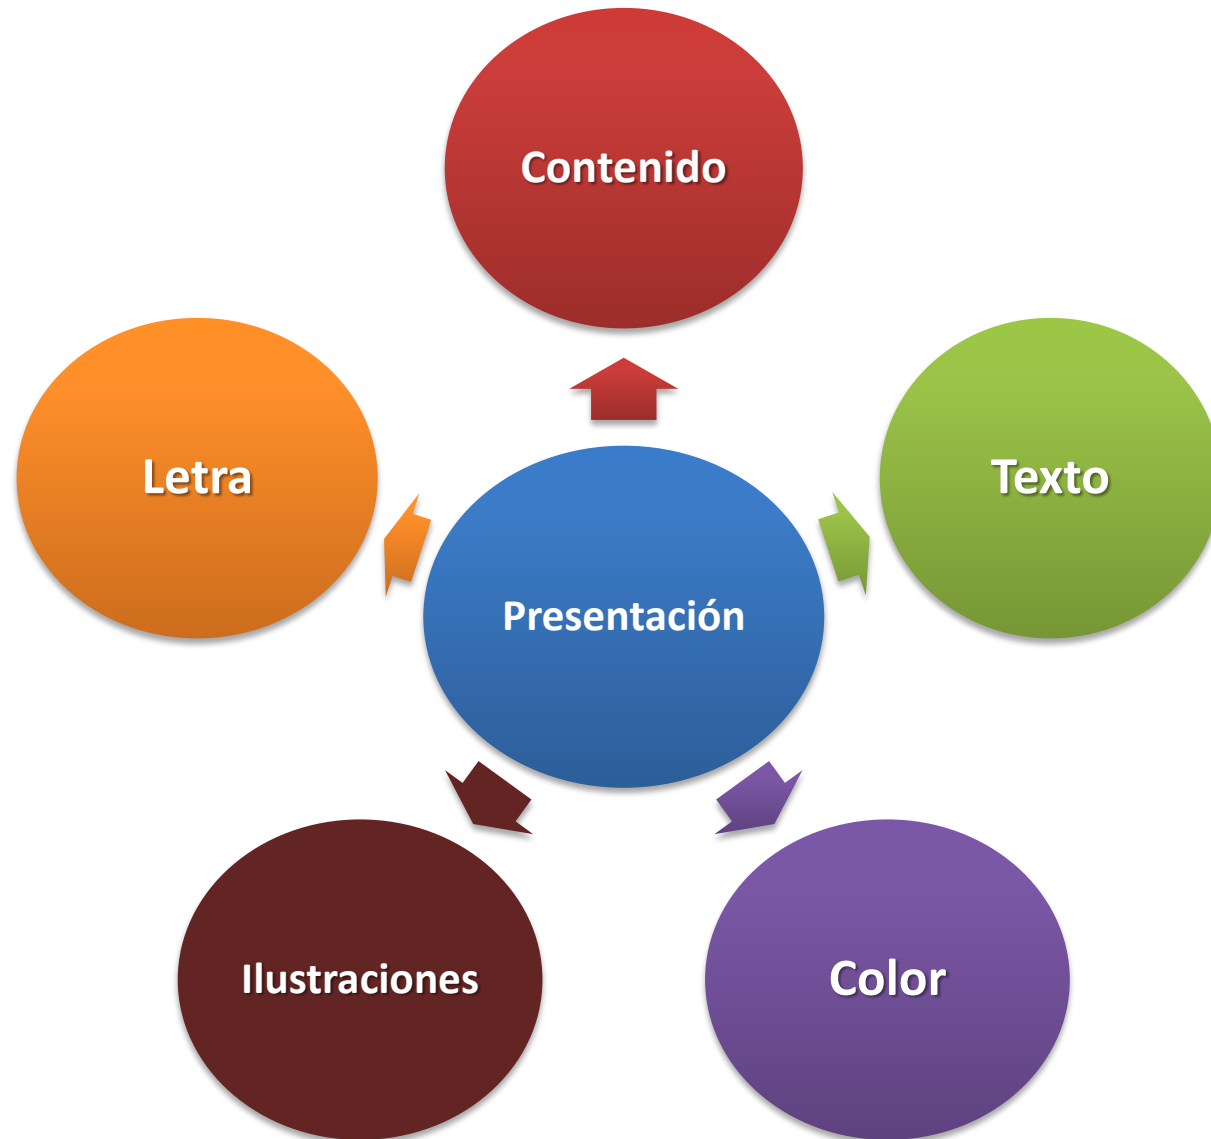 Contenido
Letra
Texto
Presentación
Ilustraciones
Color